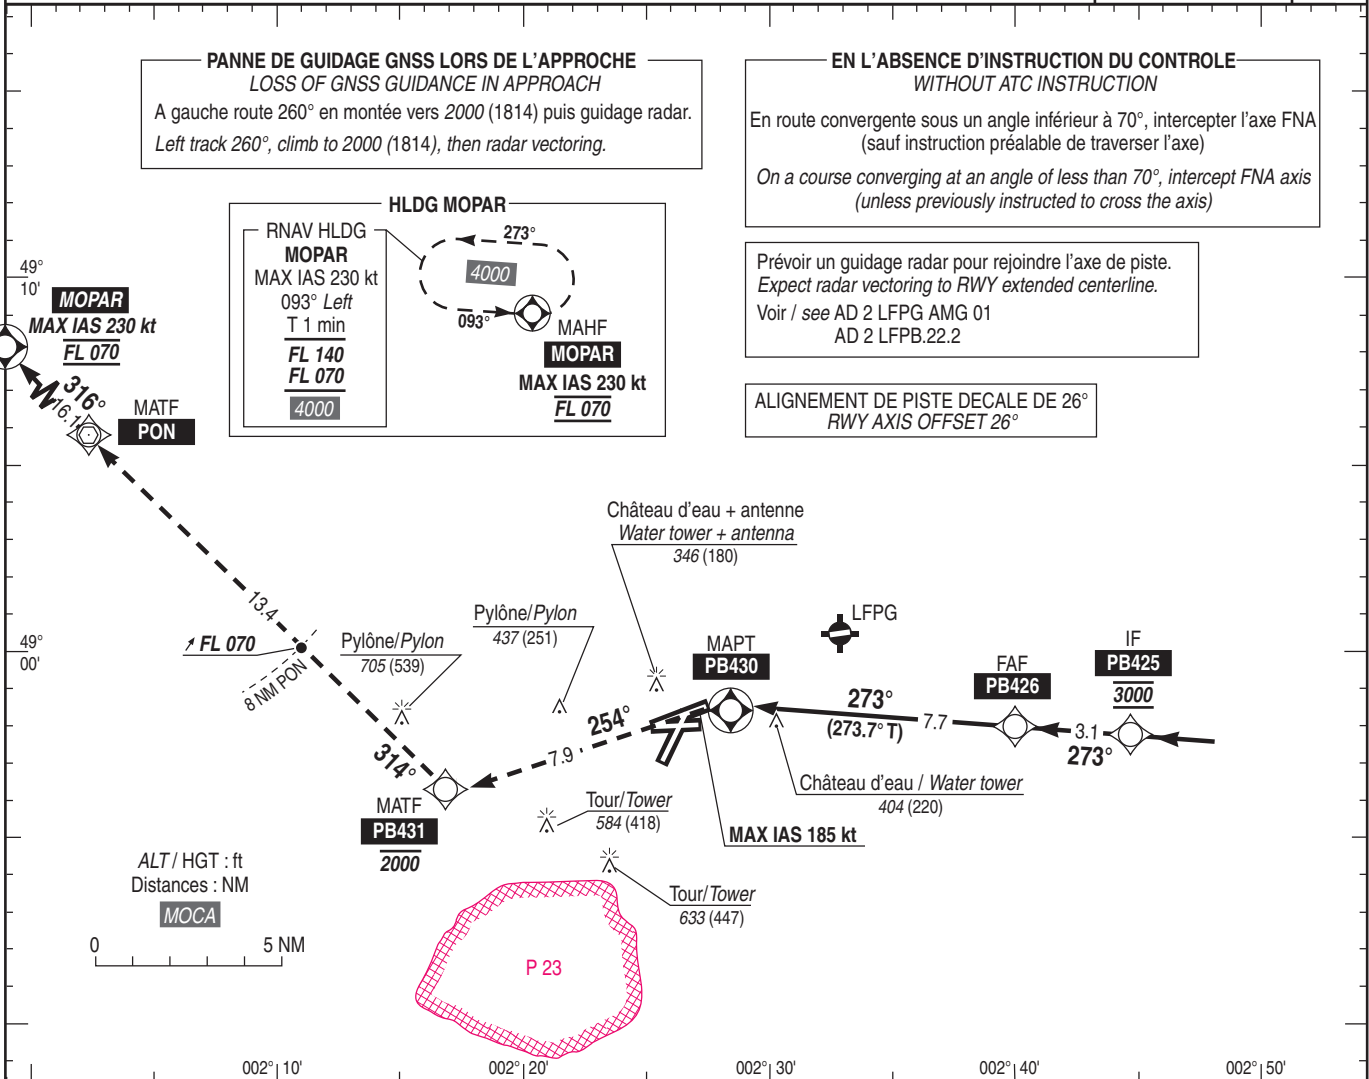 PANNE DE GUIDAGE GNSS LORS DE L'APPROCHE
LOSS OF GNSS GUIDANCE IN APPROACH
A gauche route 260° en montée vers 2000 (1814) puis guidage radar.
Left track 260°, climb to 2000 (1814), then radar vectoring.
EN L'ABSENCE D'INSTRUCTION DU CONTROLE
WITHOUT ATC INSTRUCTION
En route convergente sous un angle inférieur à 70°, intercepter l'axe FNA
(sauf instruction préalable de traverser l'axe)
On a course converging at an angle of less than 70°, intercept FNA axis
(unless previously instructed to cross the axis)
HLDG MOPAR
RNAV HLDG
MOPAR
MAX IAS 230 kt
093° Left
T 1 min
FL 140
FL 070
4000
273°
4000
093°
MAHF
MOPAR
MAX IAS 230 kt
FL 070
Prévoir un guidage radar pour rejoindre l'axe de piste.
Expect radar vectoring to RWY extended centerline.
Voir / see AD 2 LFPG AMG 01
AD 2 LFPB.22.2
ALIGNEMENT DE PISTE DECALE DE 26°
RWY AXIS OFFSET 26°
49°
10'
MOPAR
MAX IAS 230 kt
FL 070
316°
16.1
MATF
PON
13.4
49°
00'
FL 070
8 NM PON
Pylône/Pylon
705 (539)
Pylône/Pylon
437 (251)
Château d'eau + antenne
Water tower + antenna
346 (180)
LFPG
MAPT
PB430
FAF
PB426
IF
PB425
3000
273°
(273.7° T)
7.7
3.1
273°
254°
7.9
314°
MATF
PB431
2000
Château d'eau / Water tower
404 (220)
MAX IAS 185 kt
Tour/Tower
584 (418)
Tour/Tower
633 (447)
ALT / HGT : ft
Distances : NM
MOCA
0
5 NM
P 23
002° 10'
002° 20'
002° 30'
002° 40'
002° 50'